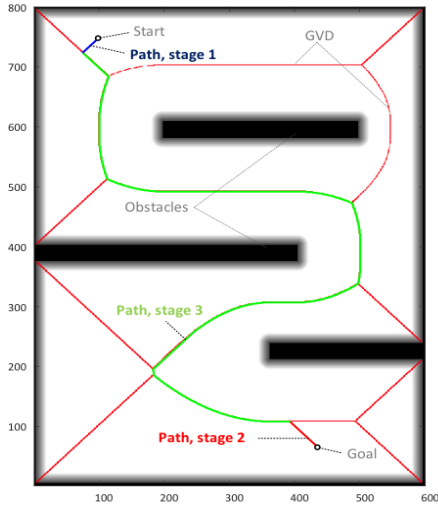 800
Start
GVD
Path, stage 1
700
600
500
Obstacles
400
300
Path, stage 3
200
100
Path, stage 2
Goal
100 200 300 400 500 600